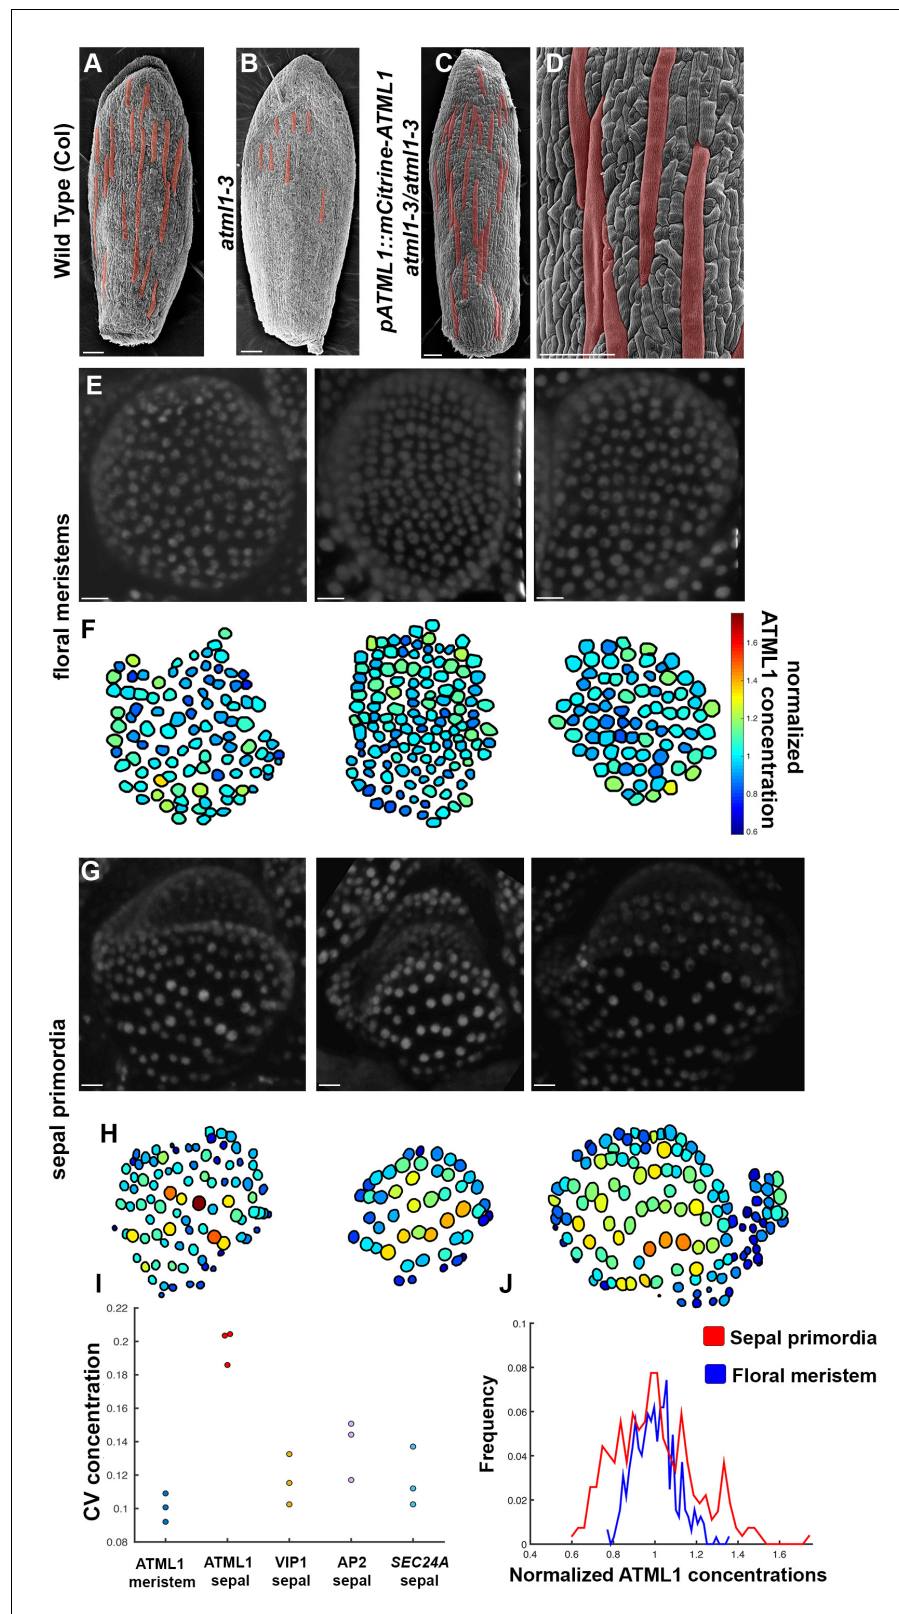 A
B
C
D
Wild Type (Col)
atml1-3
pATML1::mCitrine-ATML1
atml1-3/atml1-3
E
floral meristems
F
normalized
ATML1 concentration
1.6
1.4
1.2
1
0.8
0.6
G
sepal primordia
H
I
J
0.22
0.2
0.18
0.16
0.14
0.12
0.1
0.08
CV concentration
ATML1
meristem
ATML1
sepal
VIP1
sepal
AP2
sepal
SEC24A
sepal
0.1
0.08
0.06
0.04
0.02
0
Frequency
Sepal primordia
Floral meristem
0.4
0.6
0.8
1
1.2
1.4
1.6
Normalized ATML1 concentrations